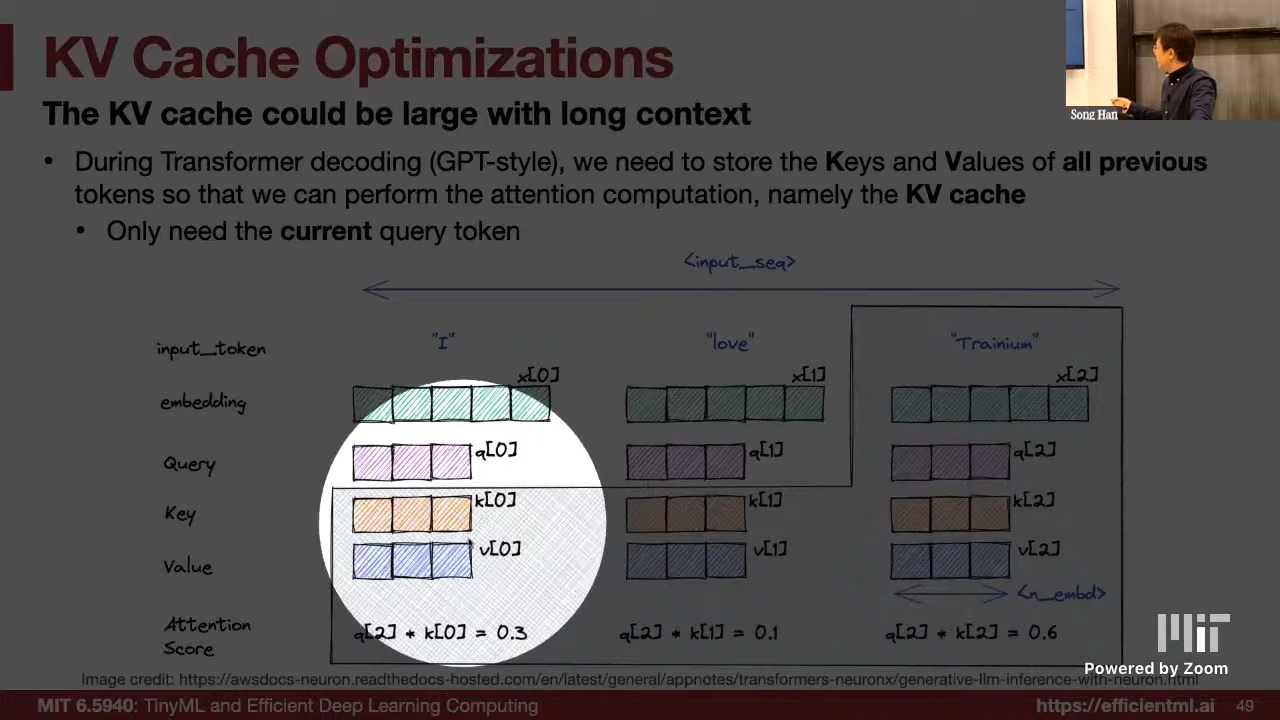 KV Cache Optimizations
Song Han
The KV cache could be large with long context
• During Transformer decoding (GPT-style), we need to store the Keys and Values of all previous
tokens so that we can perform the attention computation, namely the KV cache
• Only need the current query token
<input_seq>
input_token "I" "love" "Trainium"
embedding x[0] x[1] x[2]
Query q[0] q[1] q[2]
Key k[0] k[1] k[2]
Value v[0] v[1] v[2]
<n_embd>
Attention
Score q[2] * k[0] = 0.3 q[2] * k[1] = 0.1 q[2] * k[2] = 0.6
MIT
Powered by Zoom
Image credit: https://awsdocs-neuron.readthedocs-hosted.com/en/latest/general/appnotes/transformers-neuronx/generative-llm-inference-with-neuron.html
MIT 6.5940: TinyML and Efficient Deep Learning Computing https://efficientml.ai 49